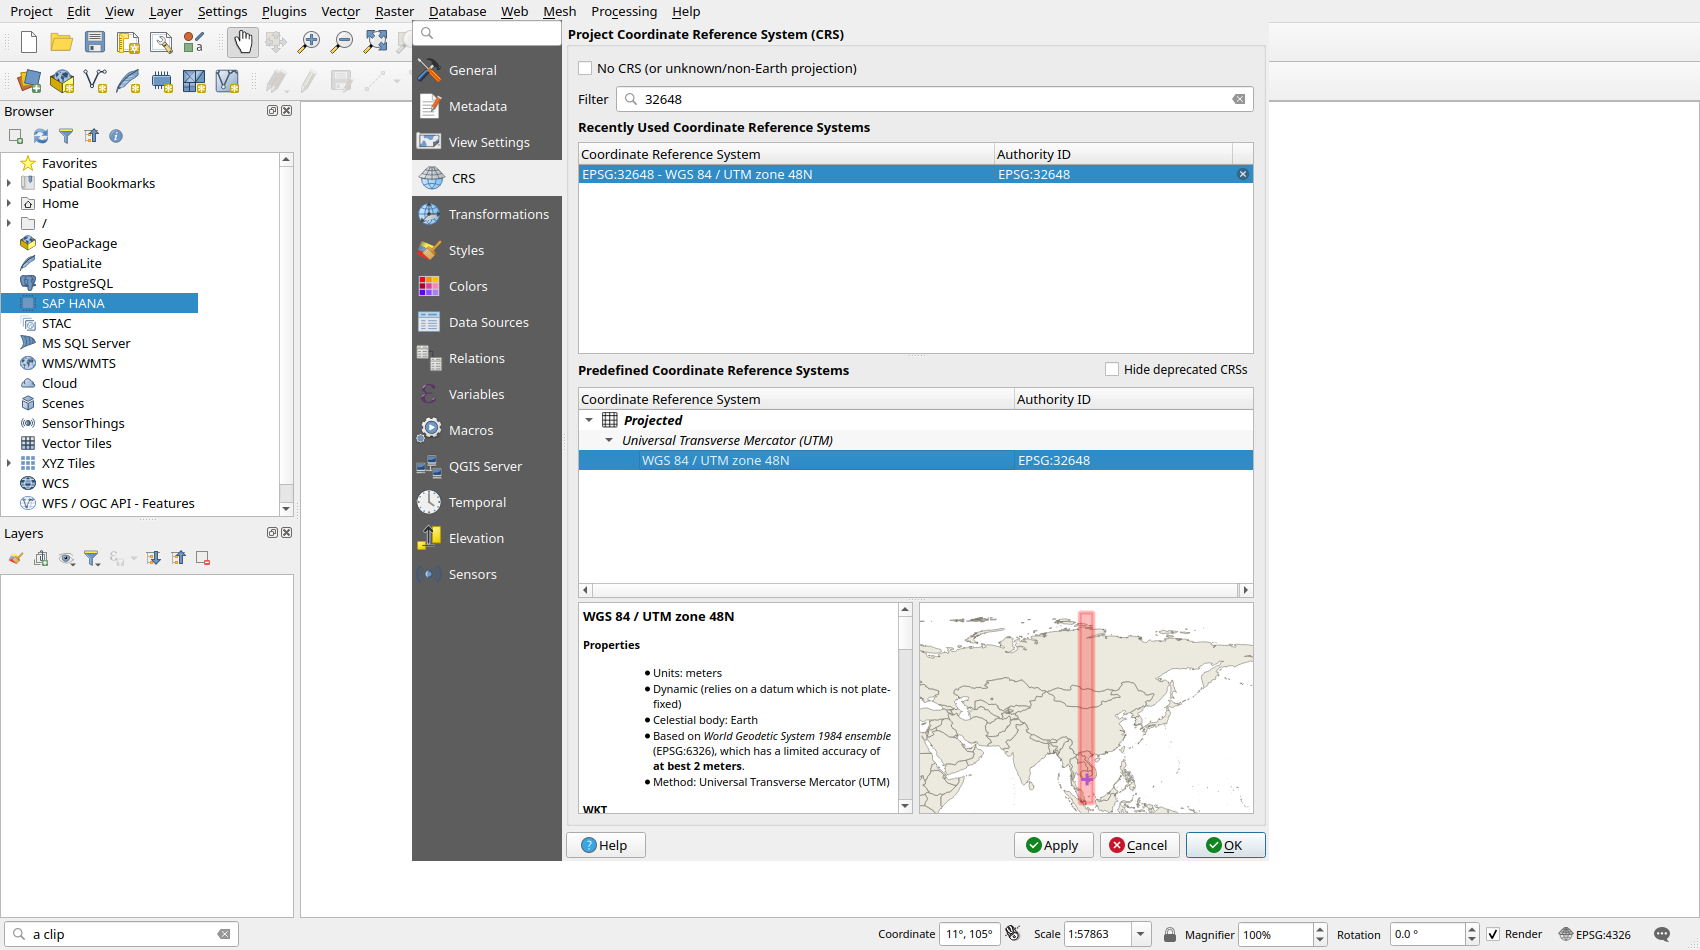 Project Edit View Layer Settings Plugins Vector Raster Database Web Mesh Processing Help
Browser
Favorites
Spatial Bookmarks
Home
/
GeoPackage
SpatiaLite
PostgreSQL
SAP HANA
STAC
MS SQL Server
WMS/WMTS
Cloud
Scenes
SensorThings
Vector Tiles
XYZ Tiles
WCS
WFS / OGC API - Features
Layers
General
Metadata
View Settings
CRS
Transformations
Styles
Colors
Data Sources
Relations
Variables
Macros
QGIS Server
Temporal
Elevation
Sensors
Project Coordinate Reference System (CRS)
No CRS (or unknown/non-Earth projection)
Filter 32648
Recently Used Coordinate Reference Systems
Coordinate Reference System Authority ID
EPSG:32648 - WGS 84 / UTM zone 48N EPSG:32648
Predefined Coordinate Reference Systems Hide deprecated CRSs
Coordinate Reference System Authority ID
Projected
Universal Transverse Mercator (UTM)
WGS 84 / UTM zone 48N EPSG:32648
WGS 84 / UTM zone 48N
Properties
Units: meters
Dynamic (relies on a datum which is not plate-
fixed)
Celestial body: Earth
Based on World Geodetic System 1984 ensemble
(EPSG:6326), which has a limited accuracy of
at best 2 meters.
Method: Universal Transverse Mercator (UTM)
WKT
Help Apply Cancel OK
a clip Coordinate 11°, 105° Scale 1:57863 Magnifier 100% Rotation 0.0 ° Render EPSG:4326